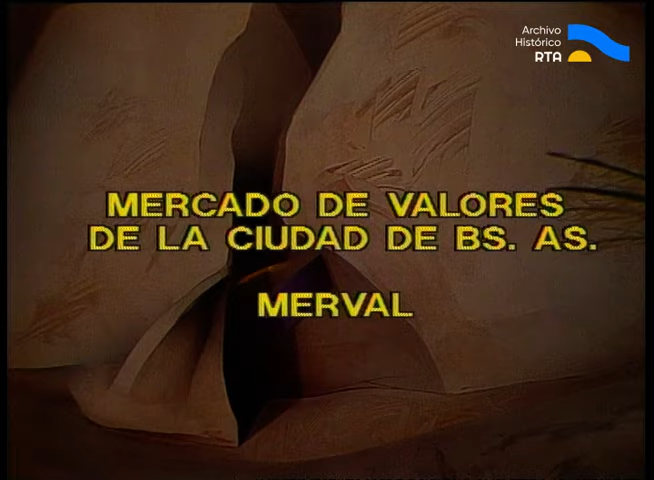 Archivo
Histórico
RTA
MERCADO DE VALORES
DE LA CIUDAD DE BS. AS.
MERVAL